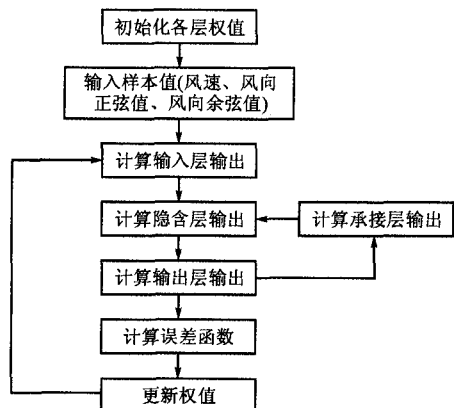 初始化各层权值
输入样本值(风速、风向
正弦值、风向余弦值)
计算输入层输出
计算隐含层输出
计算承接层输出
计算输出层输出
计算误差函数
更新权值